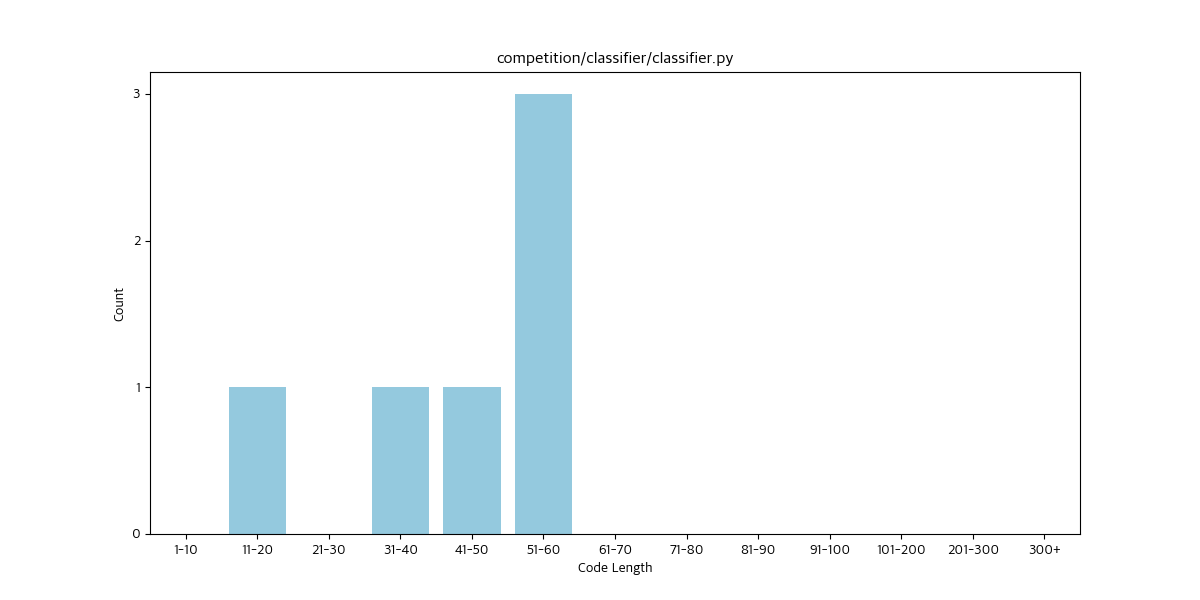 competition/classifier/classifier.py
3
2
1
0
Count
1-10 11-20 21-30 31-40 41-50 51-60 61-70 71-80 81-90 91-100 101-200 201-300 300+
Code Length